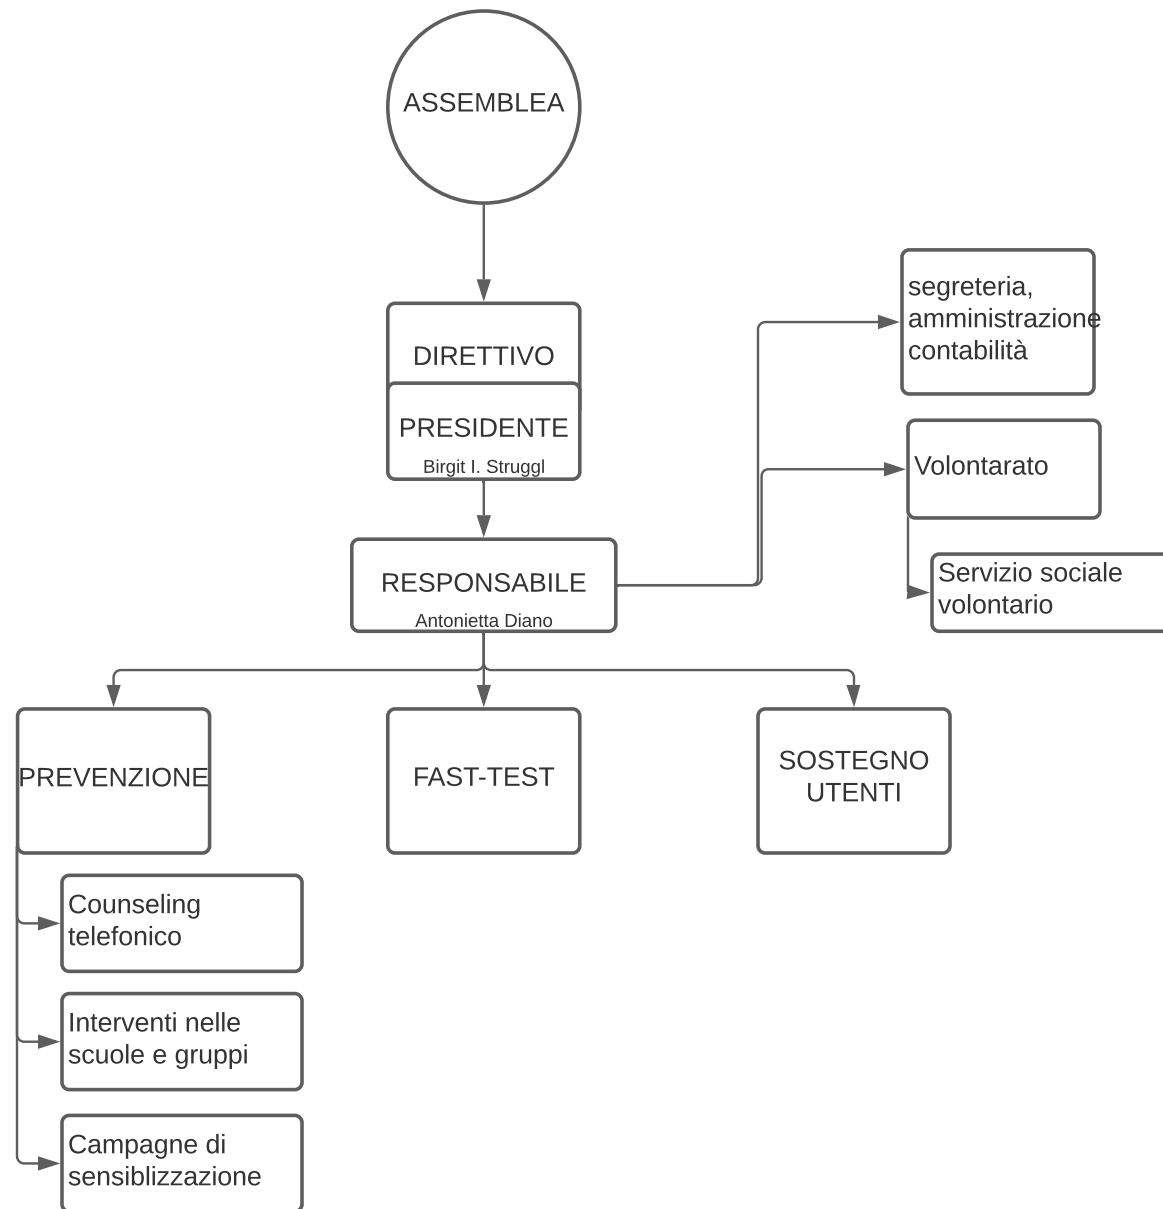 ASSEMBLEA
segreteria,
amministrazione
contabilità
DIRETTIVO
PRESIDENTE
Birgit I. Struggl
Volontarato
RESPONSABILE
Antonietta Diano
Servizio sociale
volontario
PREVENZIONE
FAST-TEST
SOSTEGNO
UTENTI
Counseling
telefonico
Interventi nelle
scuole e gruppi
Campagne di
sensiblizzazione